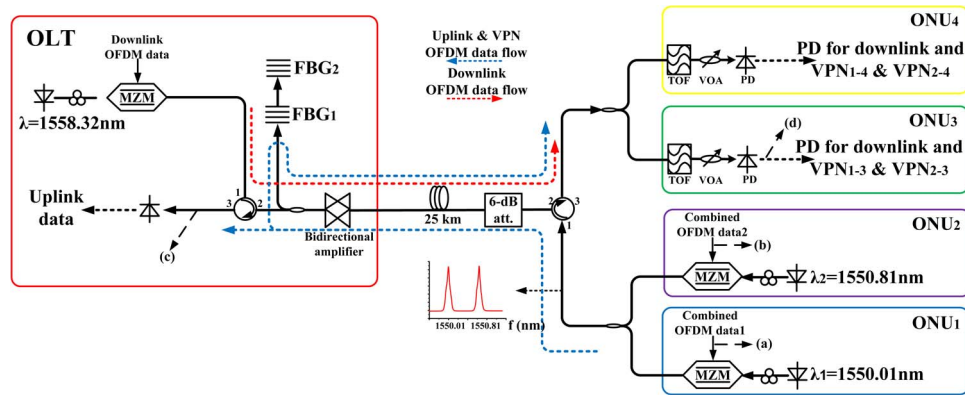 OLT
Downlink
OFDM data
MZM
λ=1558.32nm
FBG2
FBG1
Uplink
data
1
2
3
(c)
Bidirectional
amplifier
25 km
6-dB
att.
Uplink & VPN
OFDM data flow
Downlink
OFDM data flow
2
3
1
1550.01
1550.81
f (nm)
ONU4
TOF
VOA
PD
PD for downlink and
VPN1-4 & VPN2-4
ONU3
(d)
TOF
VOA
PD
PD for downlink and
VPN1-3 & VPN2-3
ONU2
Combined
OFDM data2
(b)
MZM
λ2=1550.81nm
ONU1
Combined
OFDM data1
(a)
MZM
λ1=1550.01nm